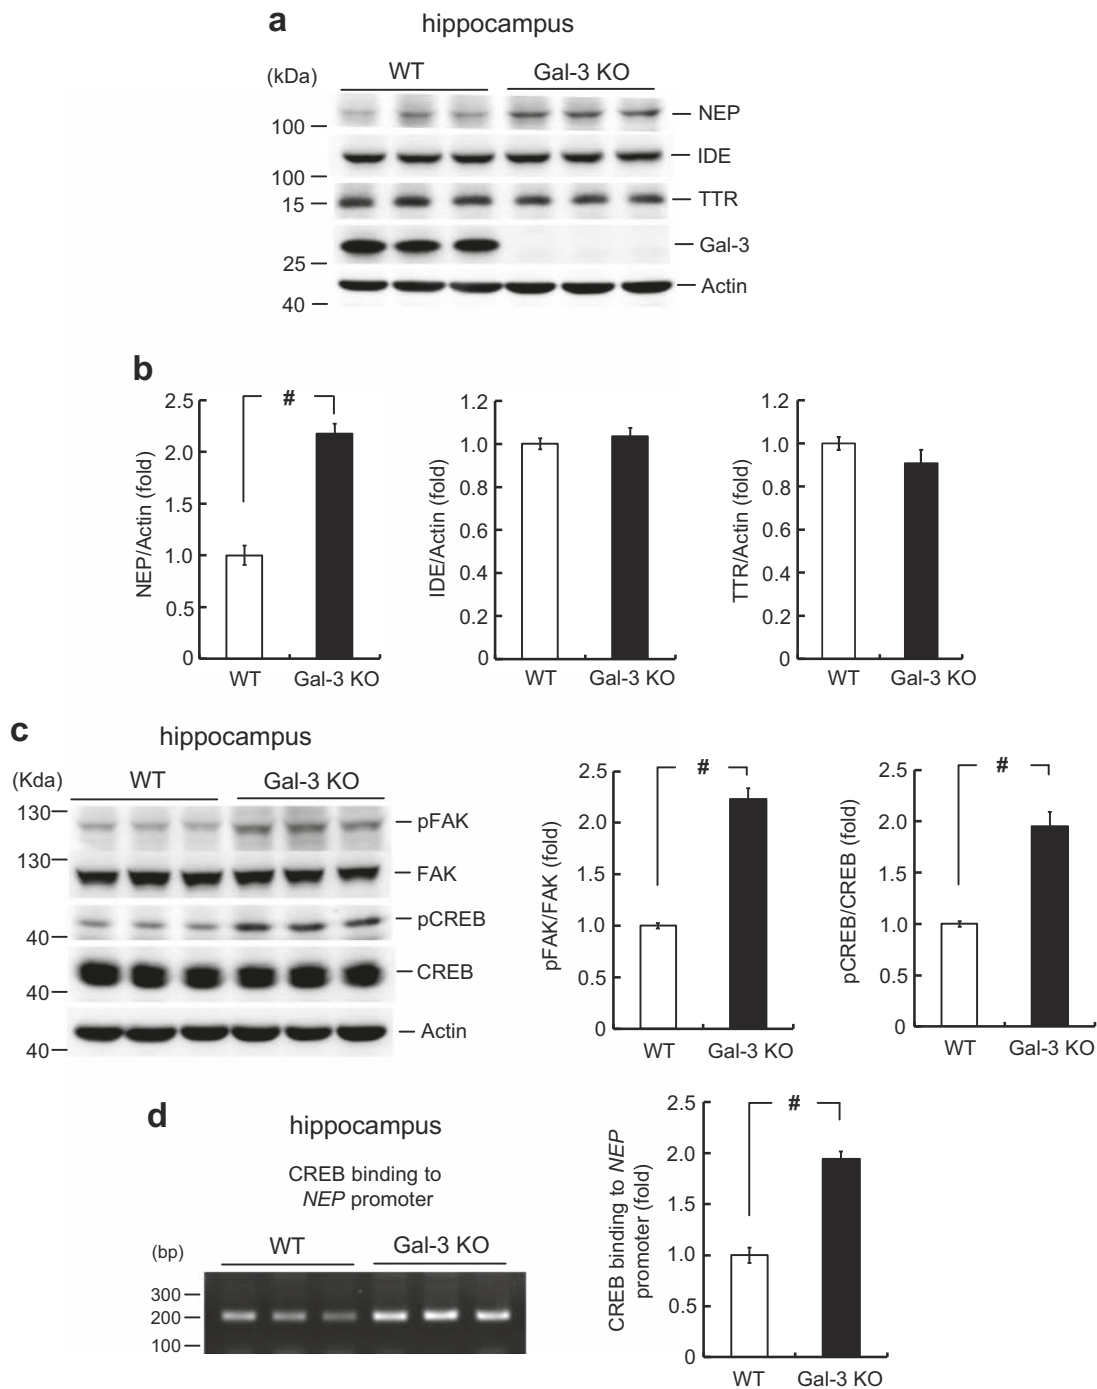 a
hippocampus
(kDa)
WT
Gal-3 KO
NEP
100
IDE
100
15
TTR
Gal-3
25
Actin
40
b
2.5
2.0
1.5
1.0
0.5
0
NEP/Actin (fold)
#
WT
Gal-3 KO
1.2
1.0
0.8
0.6
0.4
0.2
0
IDE/Actin (fold)
WT
Gal-3 KO
1.2
1.0
0.8
0.6
0.4
0.2
0
TTR/Actin (fold)
WT
Gal-3 KO
c
hippocampus
(Kda)
WT
Gal-3 KO
130
pFAK
130
FAK
pCREB
40
CREB
40
Actin
40
2.5
2.0
1.5
1.0
0.5
0
pFAK/FAK (fold)
#
WT
Gal-3 KO
2.5
2.0
1.5
1.0
0.5
0
pCREB/CREB (fold)
#
WT
Gal-3 KO
d
hippocampus
CREB binding to
NEP promoter
(bp)
WT
Gal-3 KO
300
200
100
2.5
2.0
1.5
1.0
0.5
0
CREB binding to NEP
promoter (fold)
#
WT
Gal-3 KO